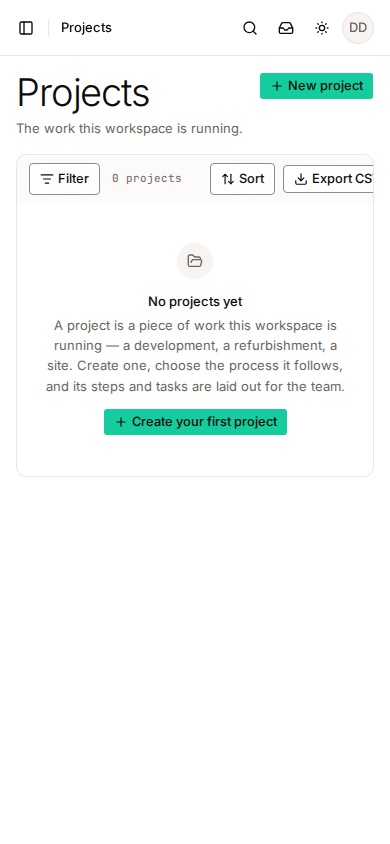 Projects
DD
Projects
New project
The work this workspace is running.
Filter
0 projects
Sort
Export CS
No projects yet
A project is a piece of work this workspace is
running — a development, a refurbishment, a
site. Create one, choose the process it follows,
and its steps and tasks are laid out for the team.
Create your first project